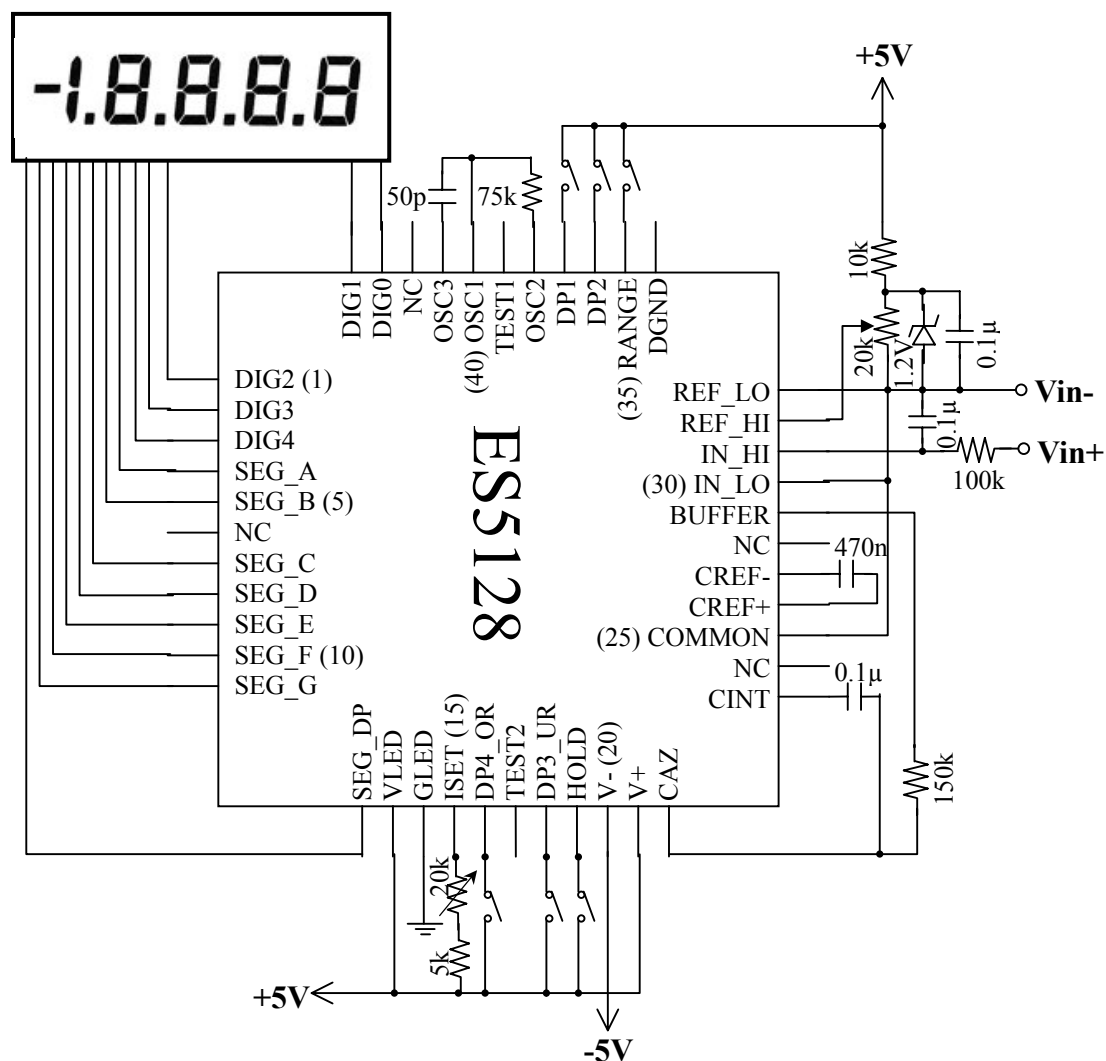 -1.8.8.8.8
+5V
50p
75k
10k
20k
1.2V
0.1µ
DIG1
DIG0
NC
OSC3
(40) OSC1
TEST1
OSC2
DP1
DP2
(35) RANGE
DGND
DIG2 (1)
DIG3
DIG4
SEG_A
SEG_B (5)
NC
SEG_C
SEG_D
SEG_E
SEG_F (10)
SEG_G
ES5128
REF_LO
Vin-
REF_HI
0.1µ
IN_HI
Vin+
100k
(30) IN_LO
BUFFER
NC
470n
CREF-
CREF+
(25) COMMON
NC
0.1µ
CINT
150k
SEG_DP
VLED
GLED
ISET (15)
DP4_OR
TEST2
DP3_UR
HOLD
V- (20)
V+
CAZ
20k
5k
+5V
-5V